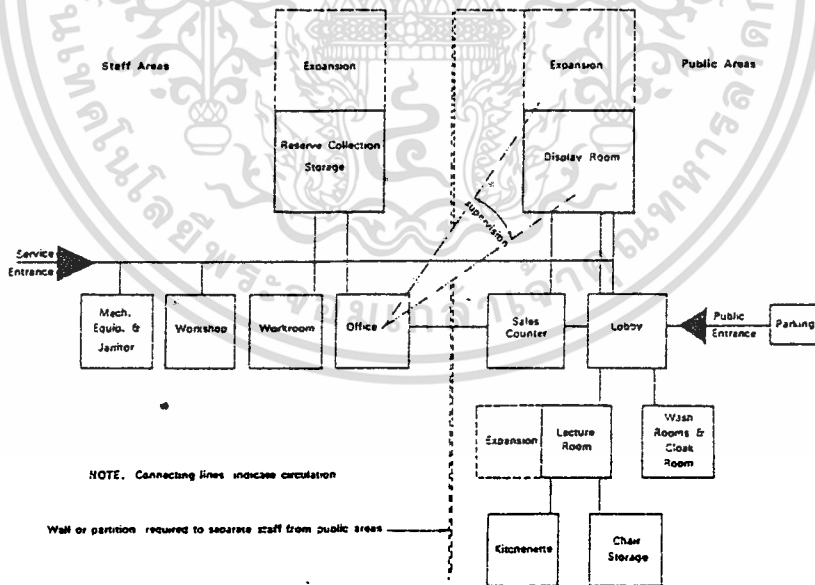 Staff Areas
Expansion
Expansion
Public Areas
Reserve Collection
Storage
Display Room
supervision
Service
Entrance
Mech.
Equip. &
Janitor
Workshop
Workroom
Office
Sales
Counter
Lobby
Public
Entrance
Parking
Expansion
Lecture
Room
Wash
Rooms &
Cloak
Room
NOTE. Connecting lines indicate circulation
Wall or partition required to separate staff from public areas
Kitchenette
Chair
Storage